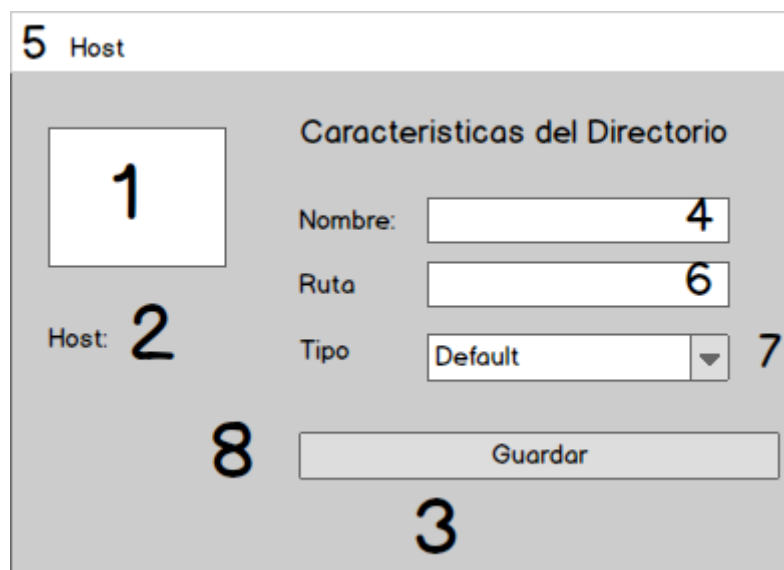 5 Host
1
Caracteristicas del Directorio
Nombre: 4
Ruta 6
Host: 2
Tipo Default 7
8 Guardar
3